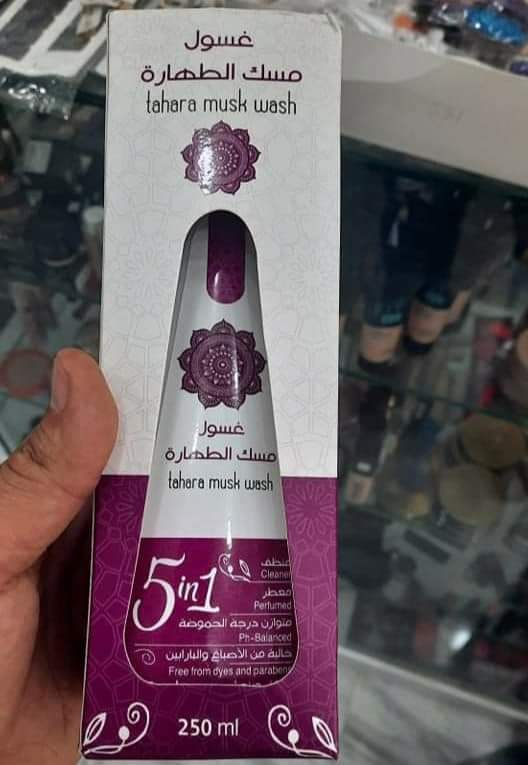 غسول
مسك الطهارة
tahara musk wash
غسول
مسك الطهارة
tahara musk wash
5in1
منظف
Cleaner
معطر
Perfumed
متوازن درجة الحموضة
Ph-Balanced
خالية من الأصباغ والبارابين
Free from dyes and parabens
250 ml